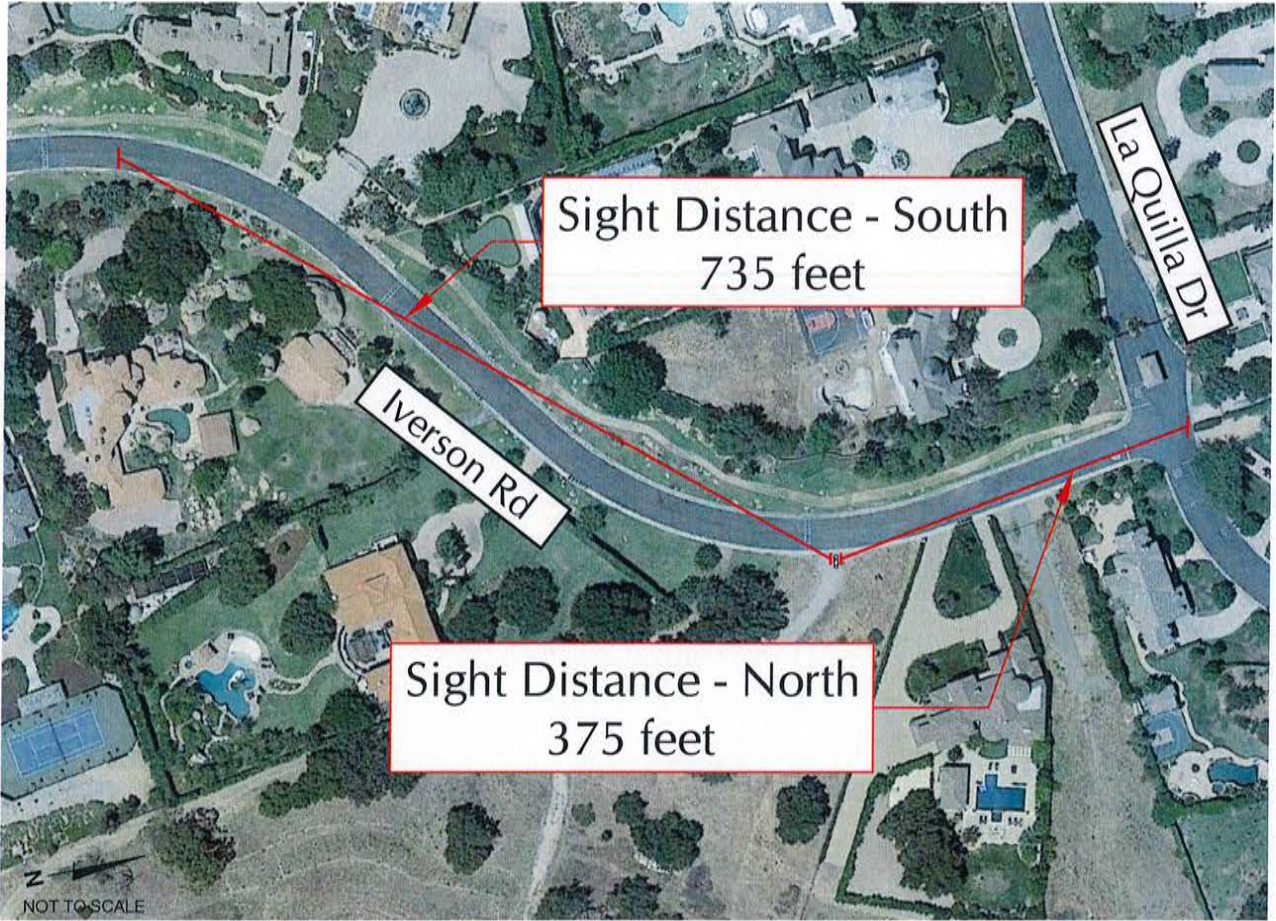 La Quilla Dr
Sight Distance - South
735 feet
Iverson Rd
Sight Distance - North
375 feet
N
NOT TO SCALE